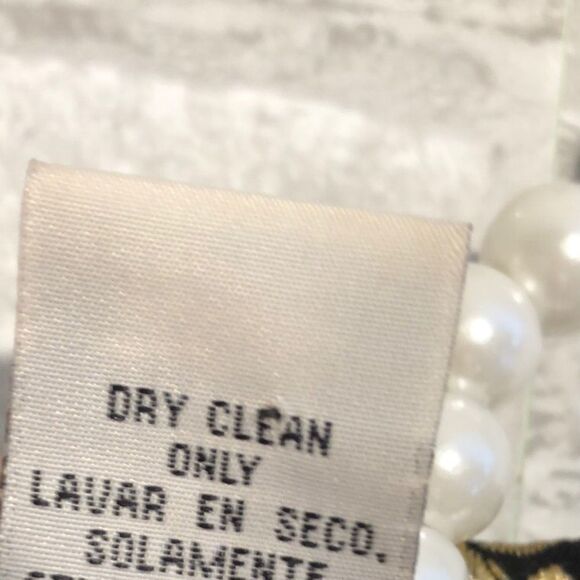 DRY CLEAN
ONLY
LAVAR EN SECO.
SOLAMENTE